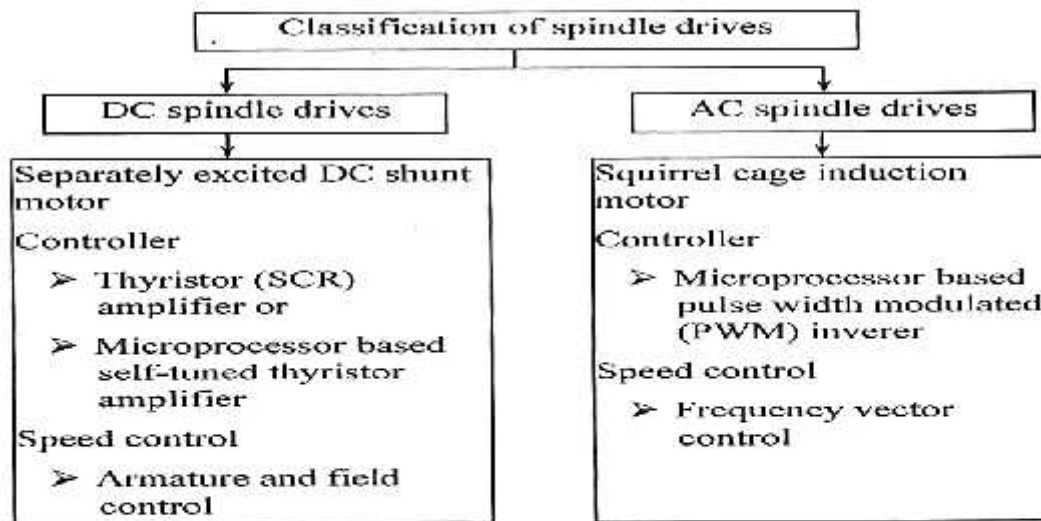 Classification of spindle drives
DC spindle drives
AC spindle drives
Separately excited DC shunt
motor
Controller
➢ Thyristor (SCR)
amplifier or
➢ Microprocessor based
self-tuned thyristor
amplifier
Speed control
➢ Armature and field
control
Squirrel cage induction
motor
Controller
➢ Microprocessor based
pulse width modulated
(PWM) inverer
Speed control
➢ Frequency vector
control